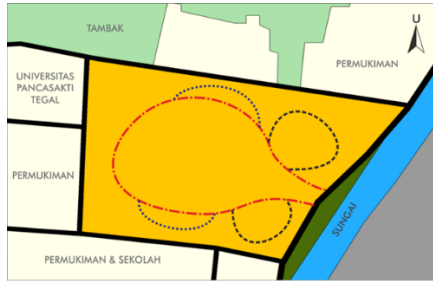 TAMBAK
U
PERMUKIMAN
UNIVERSITAS
PANCASAKTI
TEGAL
PERMUKIMAN
SUNGAI
PERMUKIMAN & SEKOLAH